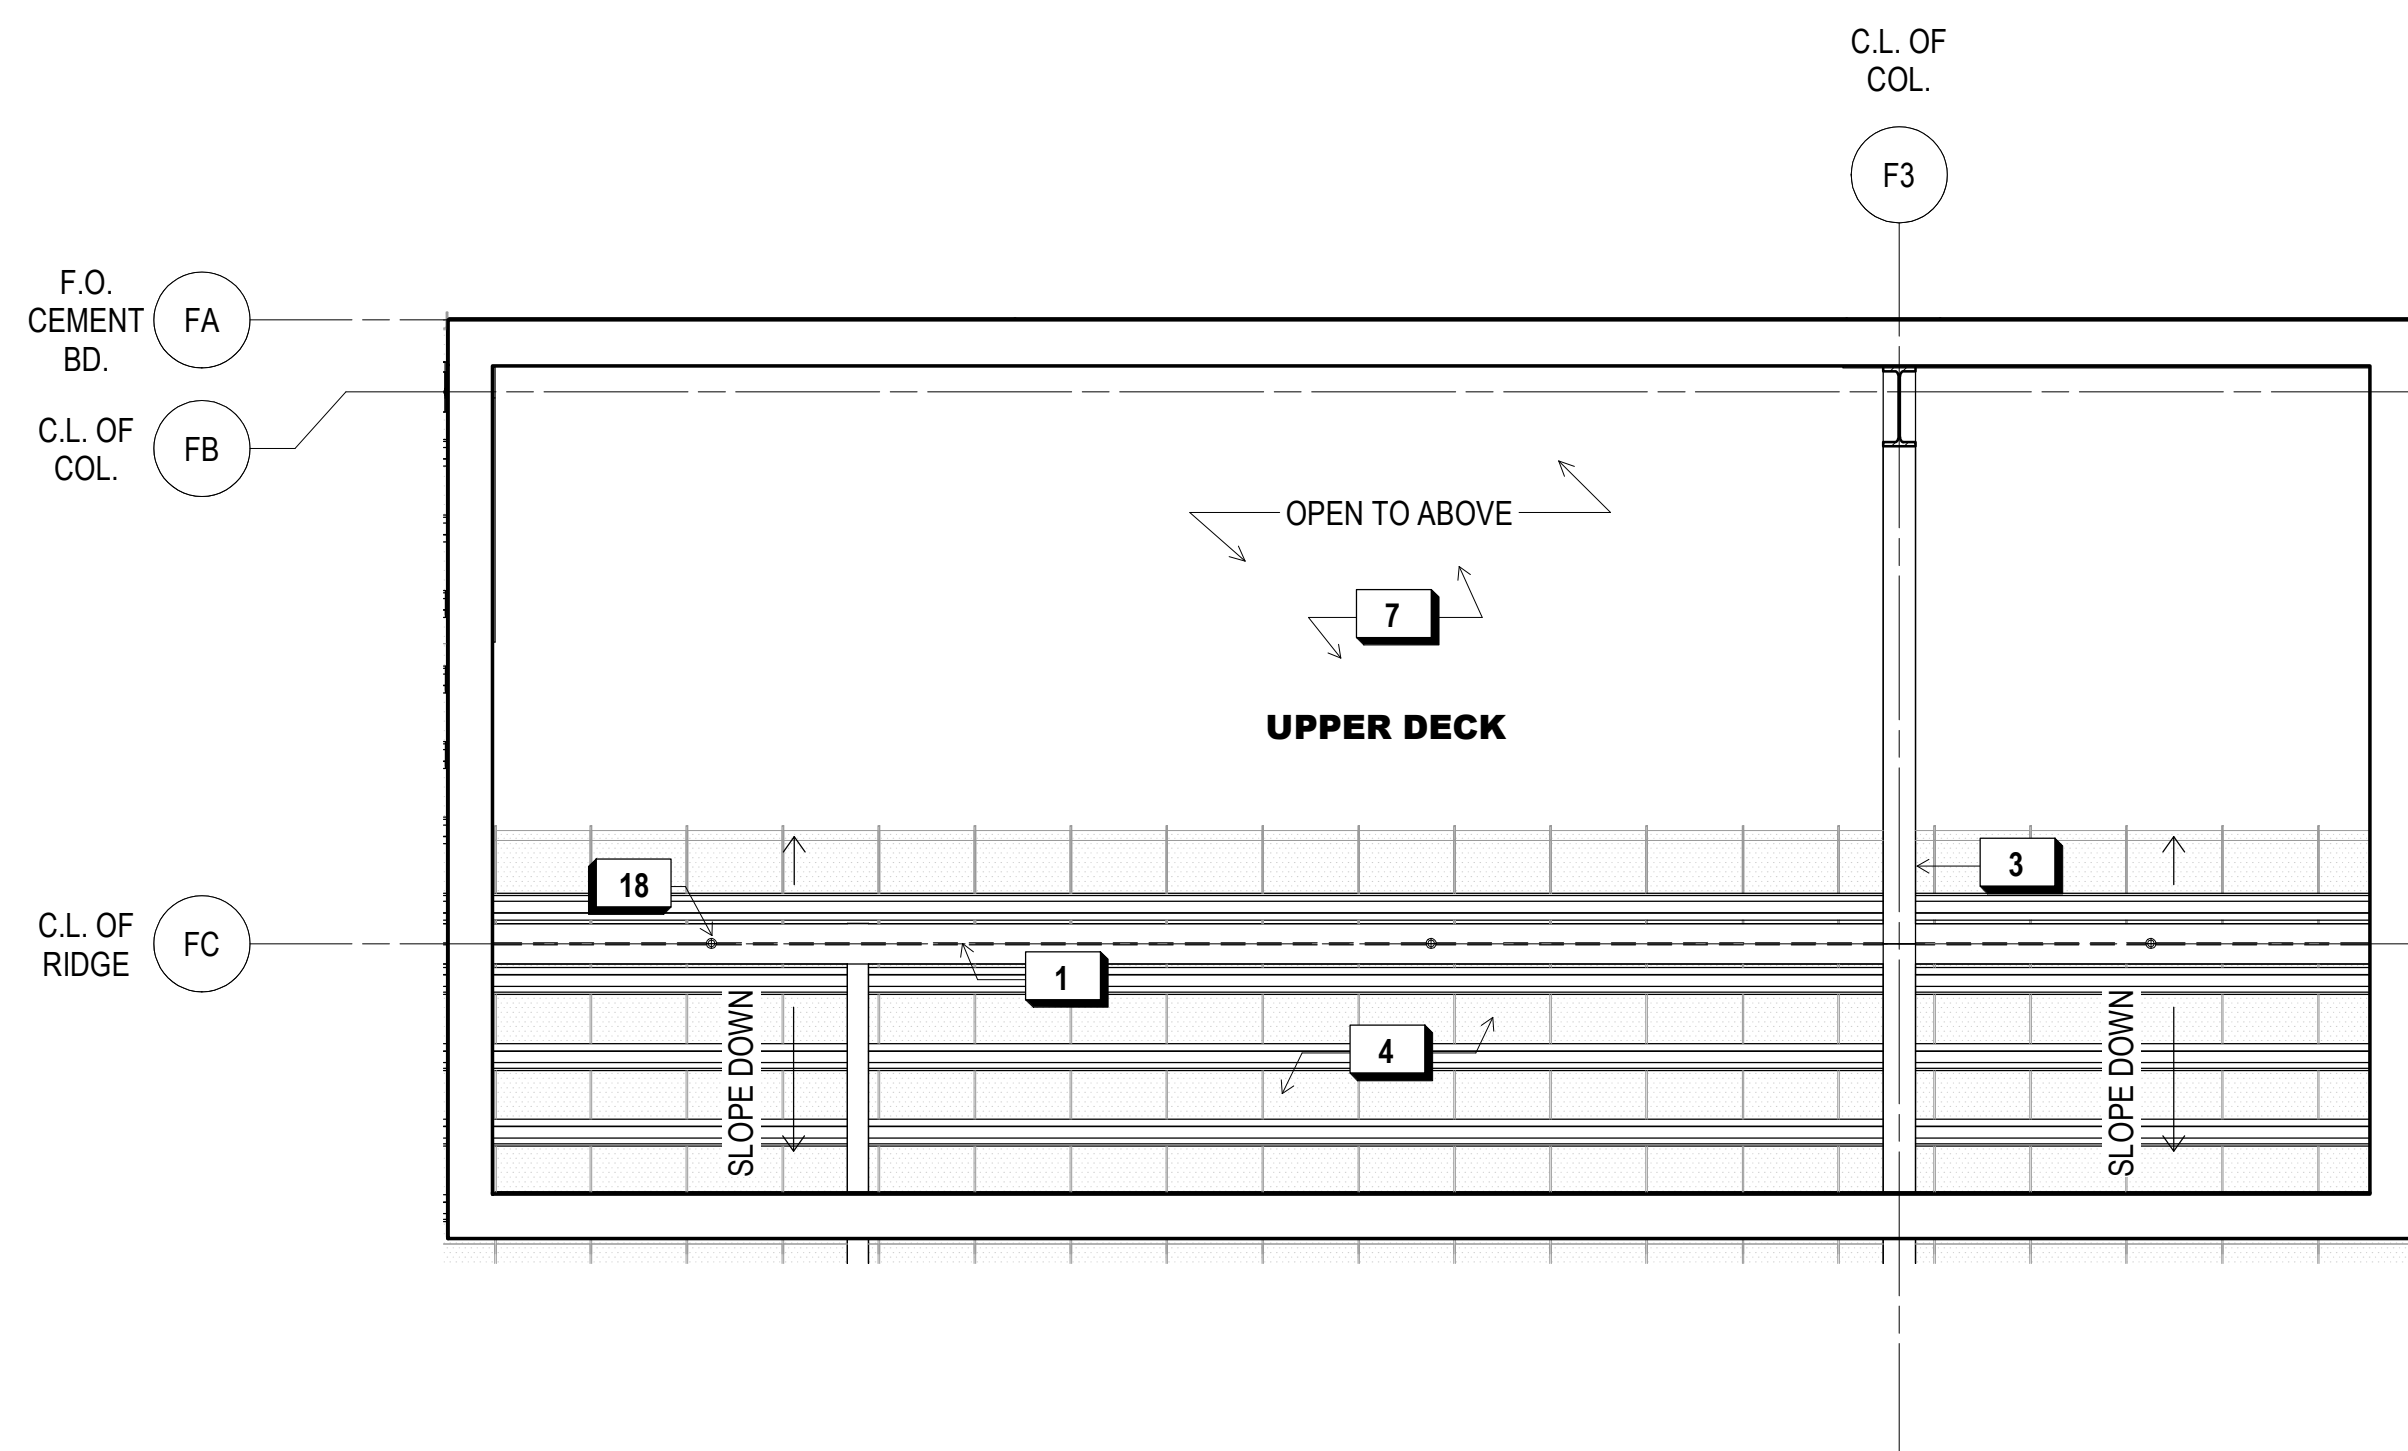 C.L. OF
COL.
F3
F.O.
CEMENT
BD.
FA
C.L. OF
COL.
FB
OPEN TO ABOVE
7
UPPER DECK
18
3
C.L. OF
RIDGE
FC
1
4
SLOPE DOWN
SLOPE DOWN